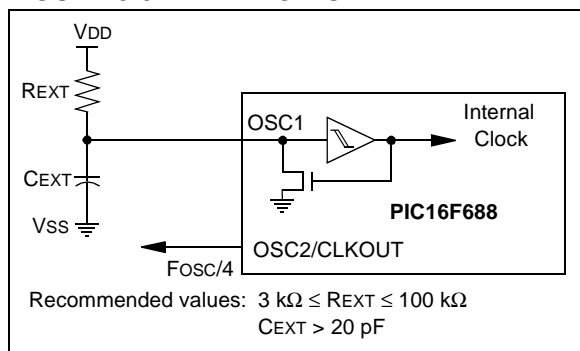 VDD
REXT
OSC1
Internal
Clock
CEXT
PIC16F688
VSS
OSC2/CLKOUT
FOSC/4
Recommended values: 3 kΩ ≤ REXT ≤ 100 kΩ
CEXT > 20 pF